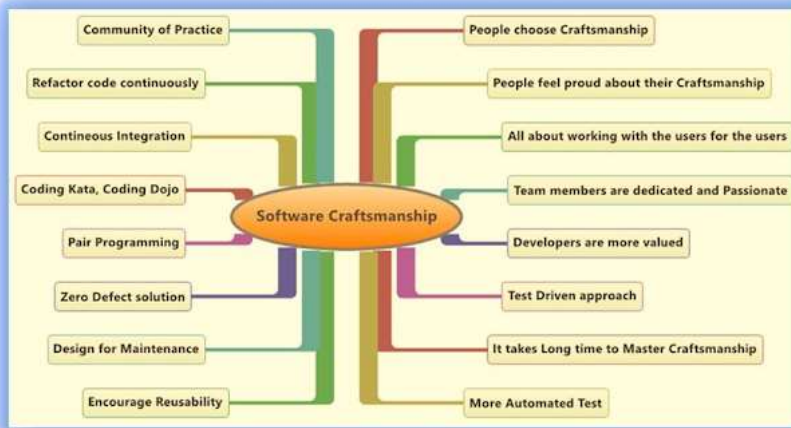 Community of Practice
Refactor code continuously
Contineous Integration
Coding Kata, Coding Dojo
Pair Programming
Zero Defect solution
Design for Maintenance
Encourage Reusability
Software Craftsmanship
People choose Craftsmanship
People feel proud about their Craftsmanship
All about working with the users for the users
Team members are dedicated and Passionate
Developers are more valued
Test Driven approach
It takes Long time to Master Craftsmanship
More Automated Test